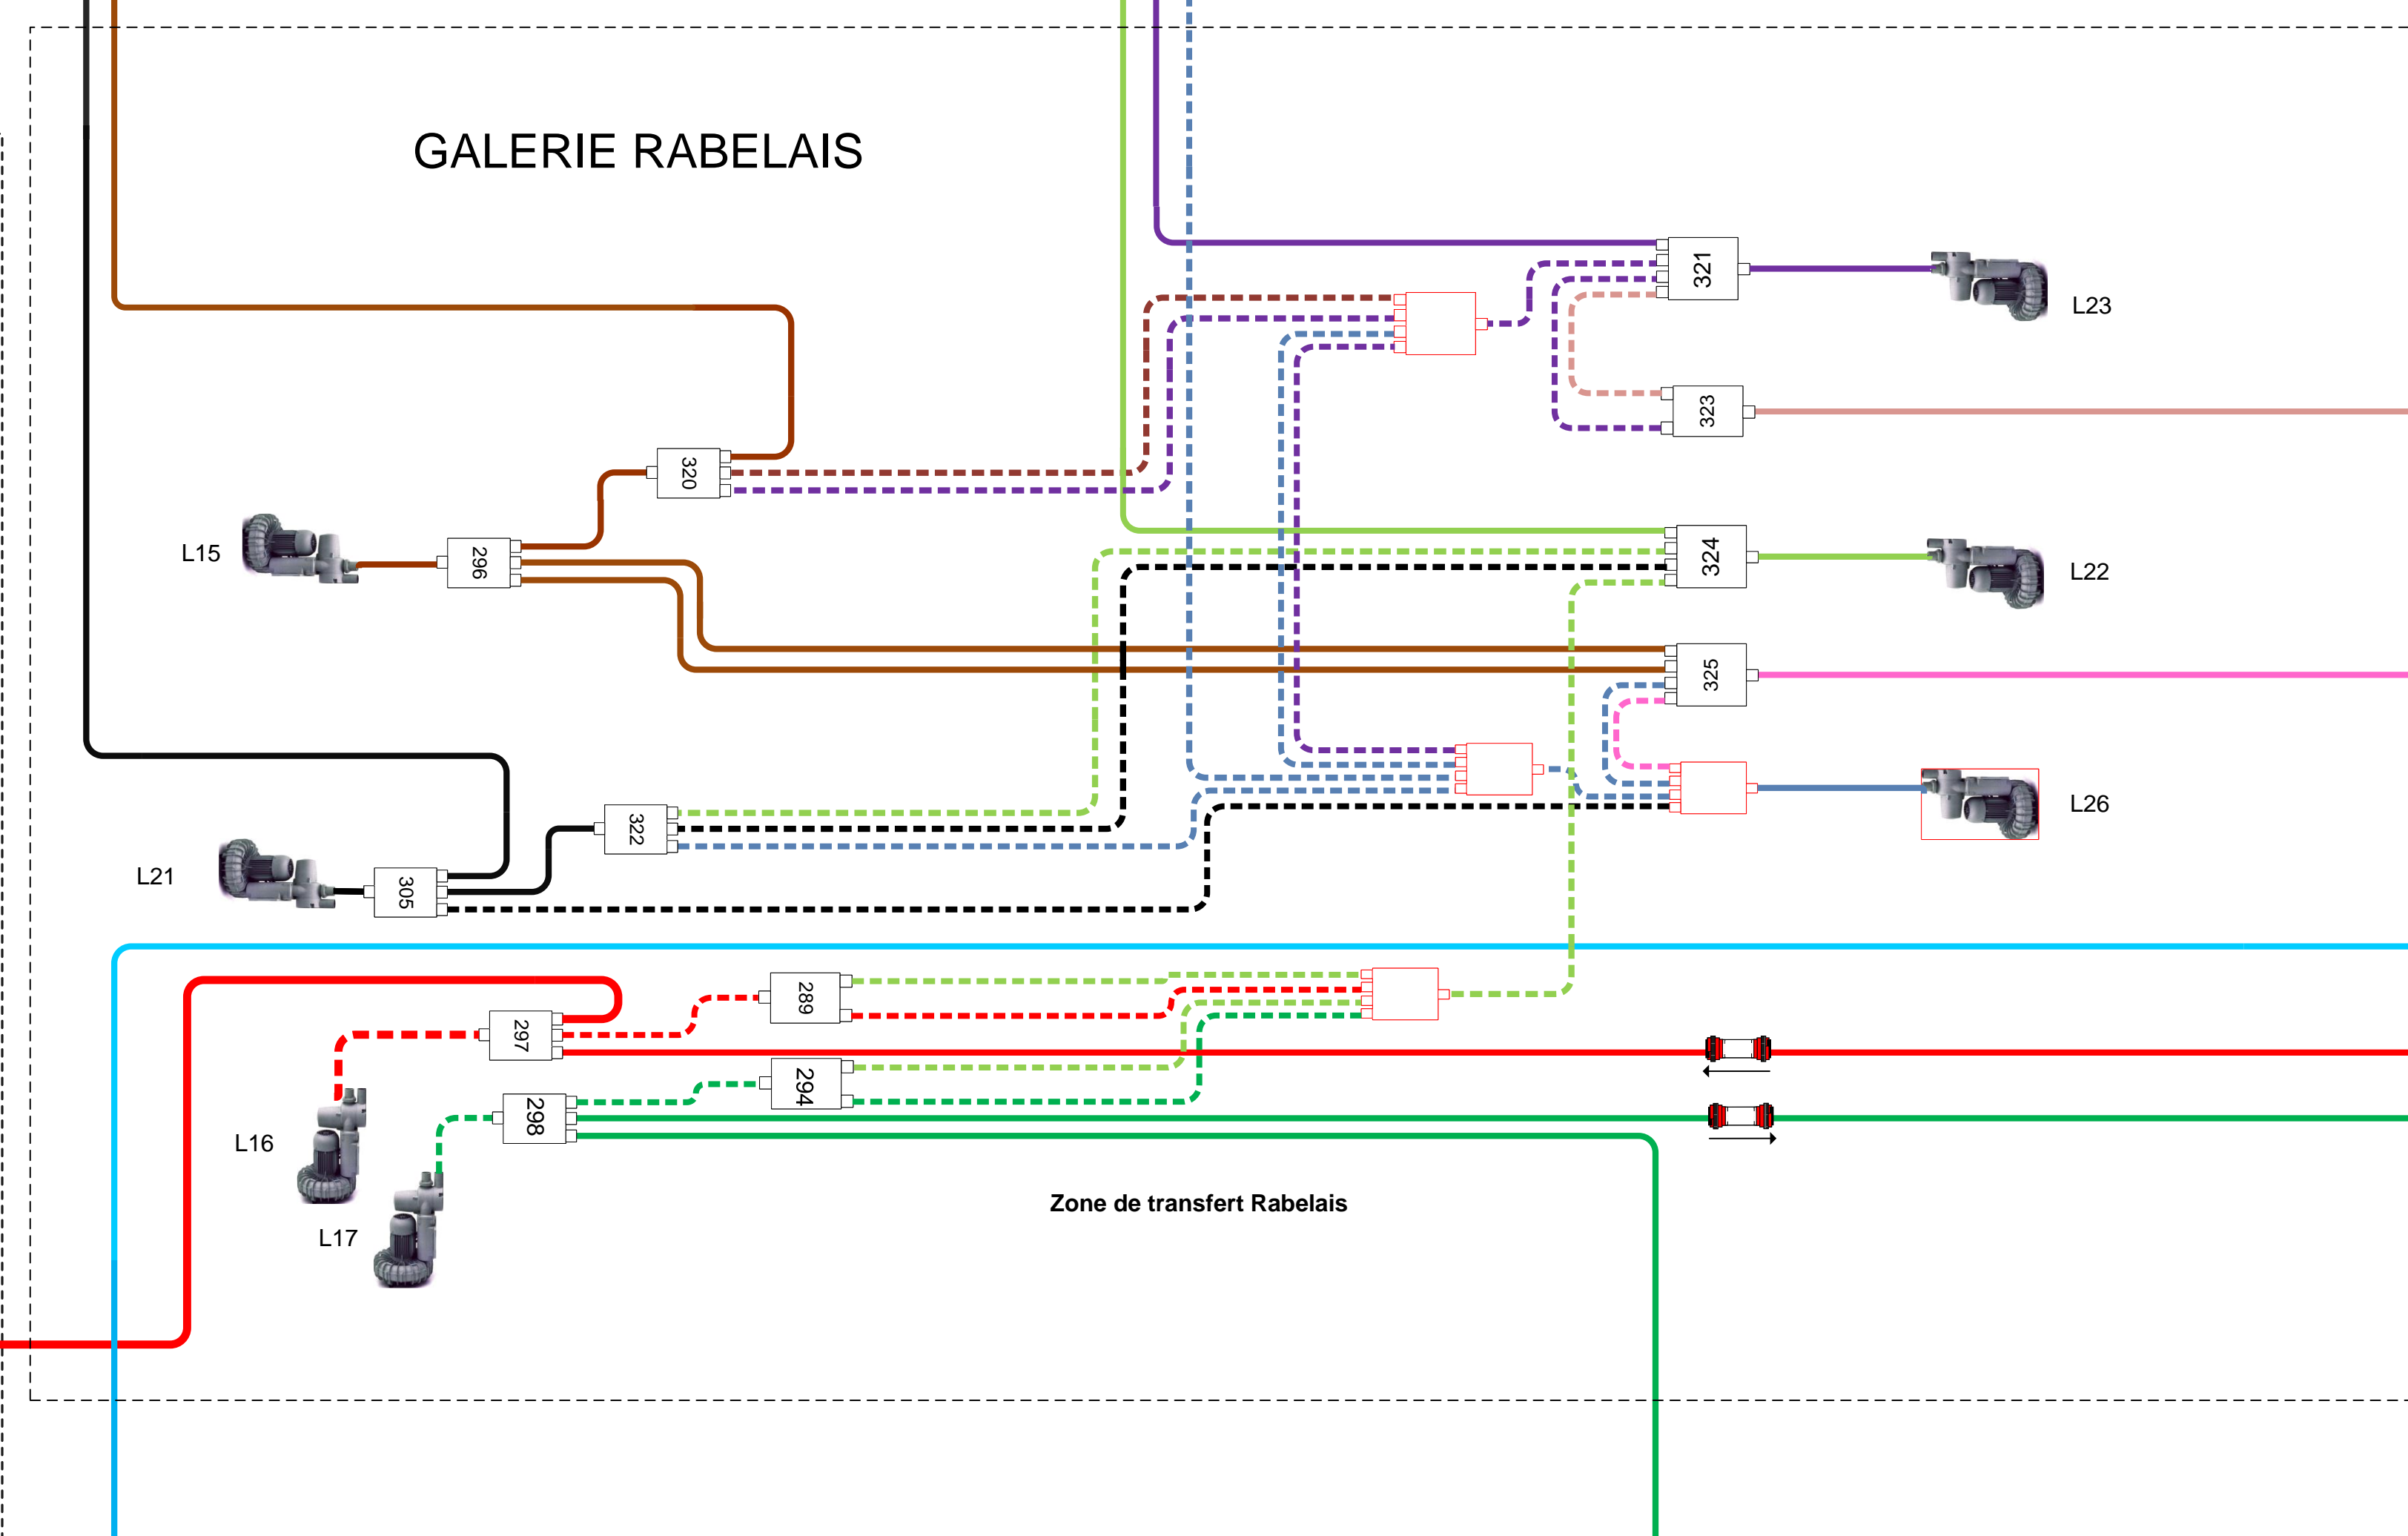 GALERIE RABELAIS
321
L23
323
320
L15
296
324
L22
325
322
L26
L21
305
289
297
294
298
L16
Zone de transfert Rabelais
L17